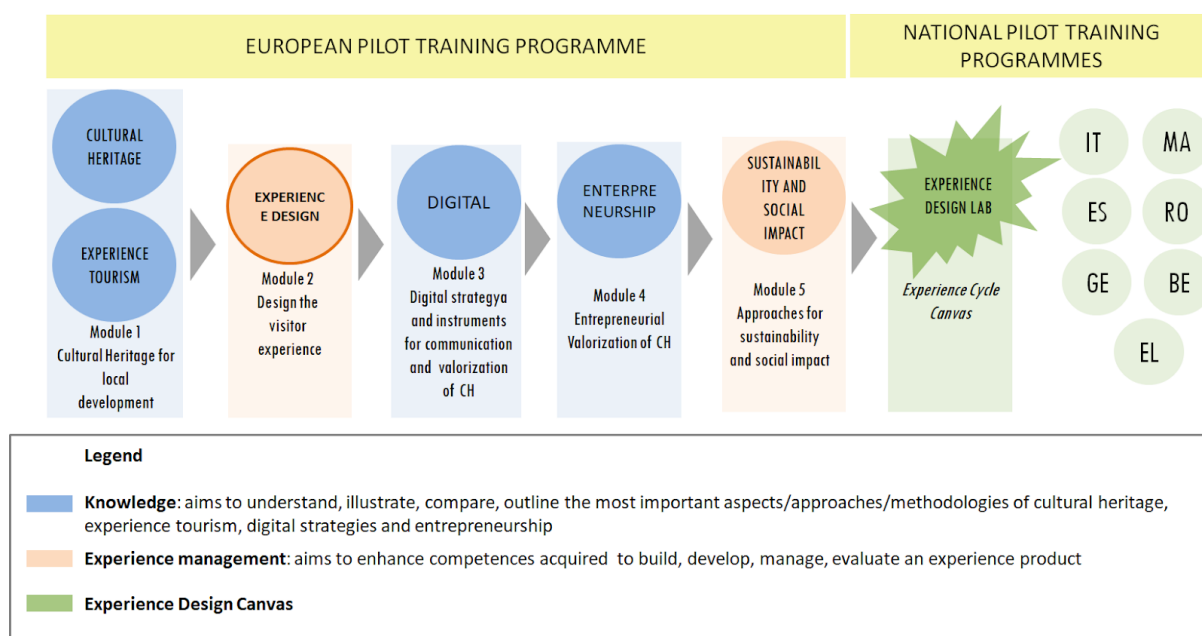 EUROPEAN PILOT TRAINING PROGRAMME
NATIONAL PILOT TRAINING
PROGRAMMES
CULTURAL
HERITAGE
EXPERIENCE
TOURISM
Module 1
Cultural Heritage for
local
development
EXPERIENC
E DESIGN
Module 2
Design the
visitor
experience
DIGITAL
Module 3
Digital strategya
and instruments
for communication
and valorization
of CH
ENTERPRE
NEURSHIP
Module 4
Entrepreneurial
Valorization of CH
SUSTAINABIL
ITY AND
SOCIAL
IMPACT
Module 5
Approaches for
sustainability
and social impact
EXPERIENCE
DESIGN LAB
Experience Cycle
Canvas
IT
MA
ES
RO
GE
BE
EL
Legend
Knowledge: aims to understand, illustrate, compare, outline the most important aspects/approaches/methodologies of cultural heritage,
experience tourism, digital strategies and entrepreneurship
Experience management: aims to enhance competences acquired to build, develop, manage, evaluate an experience product
Experience Design Canvas